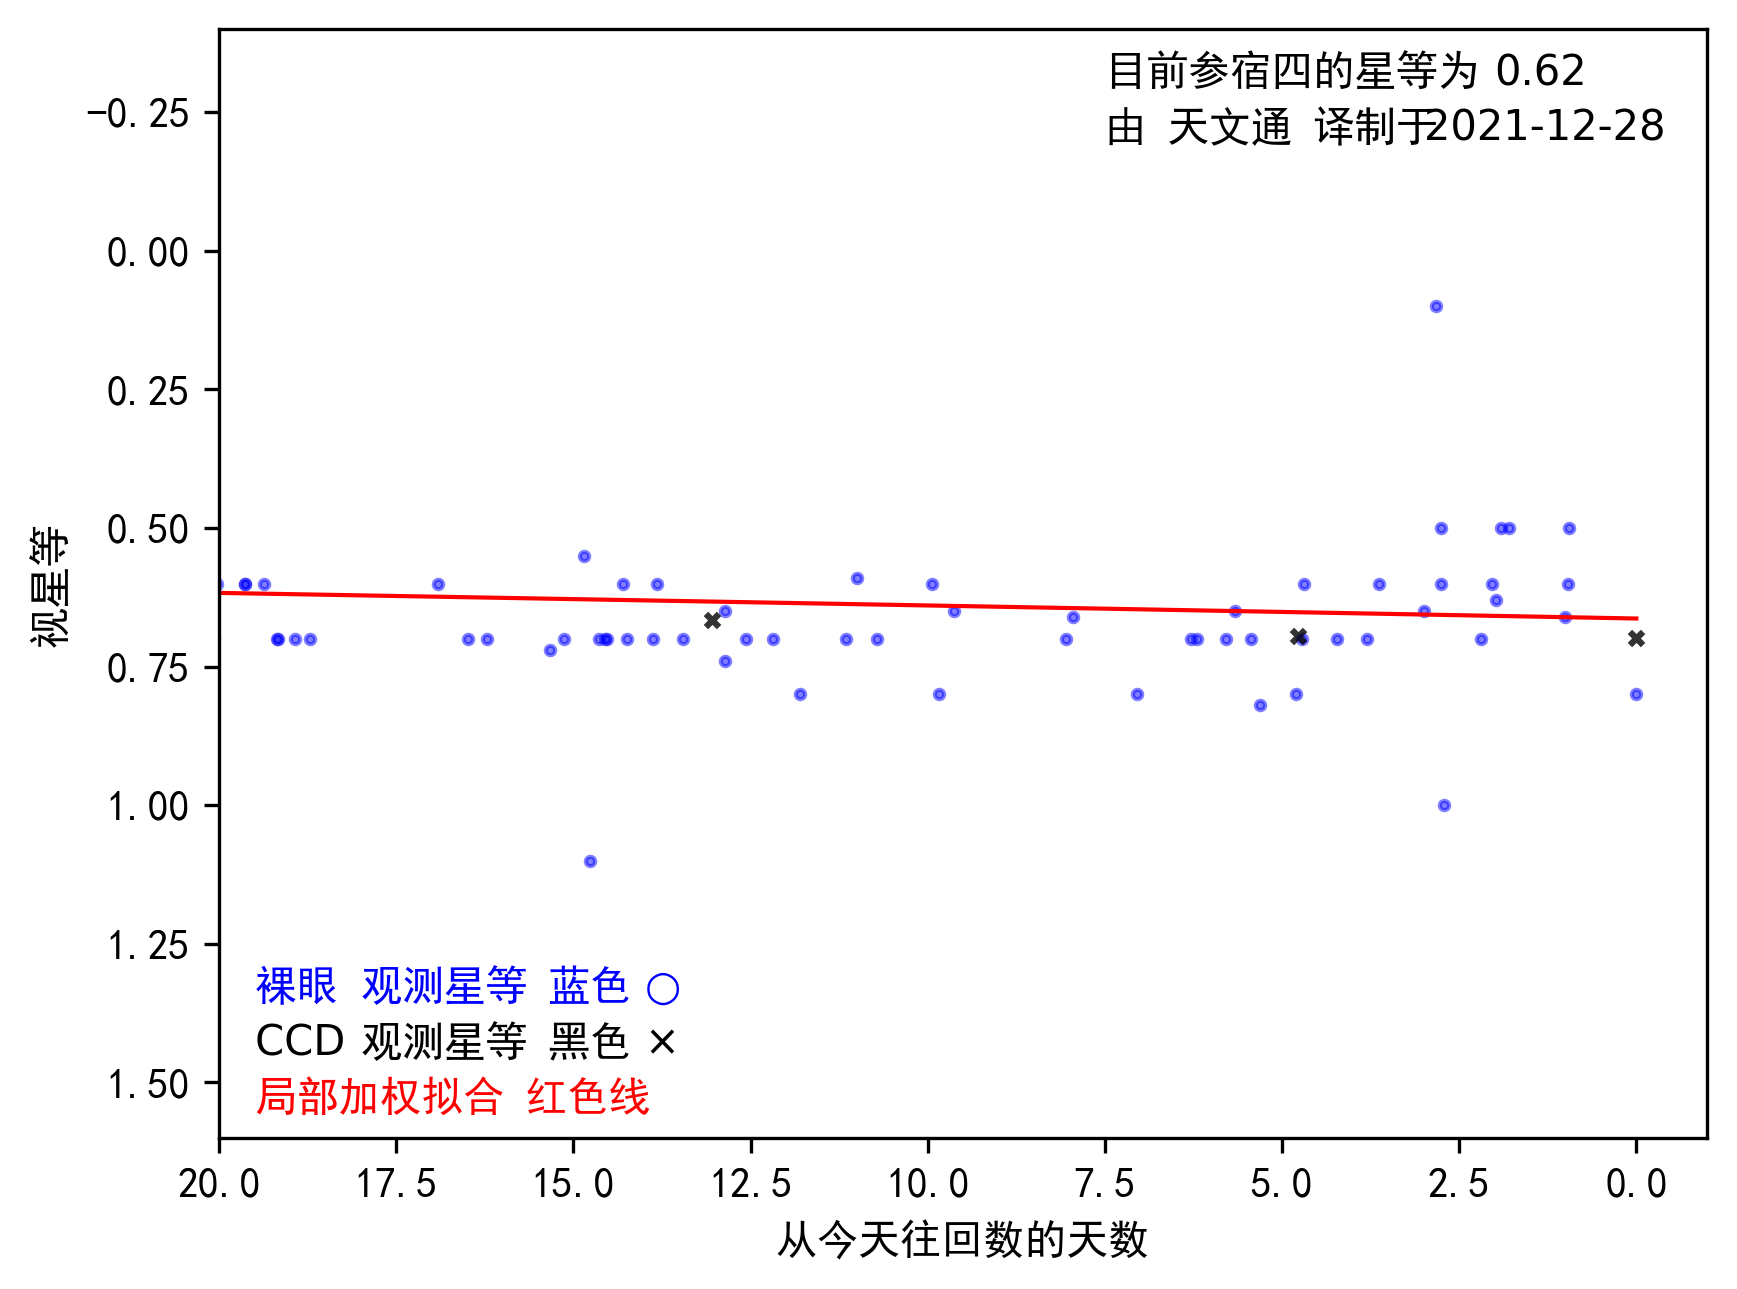 目前参宿四的星等为 0.62
由 天文通 译制于2021-12-28
-0.25
0.00
0.25
0.50
0.75
1.00
1.25
1.50
视星等
裸眼 观测星等 蓝色 ○
CCD 观测星等 黑色 ×
局部加权拟合 红色线
20.0 17.5 15.0 12.5 10.0 7.5 5.0 2.5 0.0
从今天往回数的天数